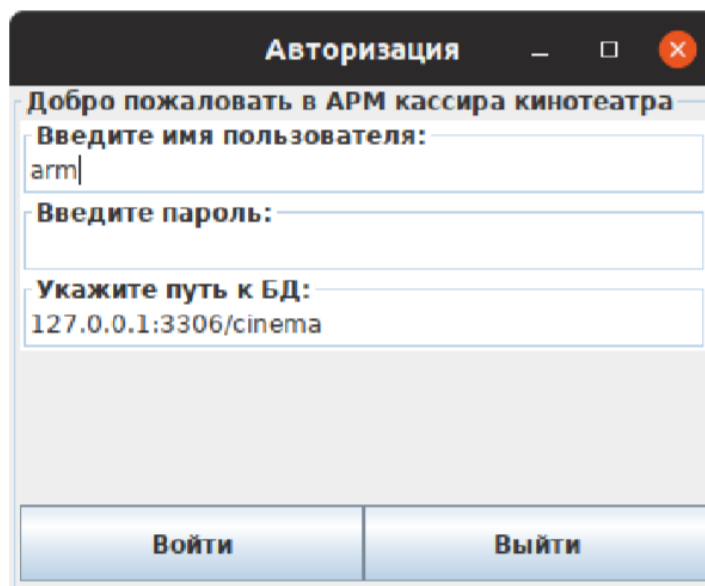 Авторизация
Добро пожаловать в АРМ кассира кинотеатра
Введите имя пользователя:
arm
Введите пароль:
Укажите путь к БД:
127.0.0.1:3306/cinema
Войти
Выйти